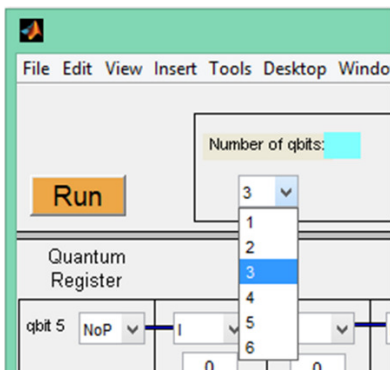 File Edit View Insert Tools Desktop
Number of qbits:
Run
3
1
2
3
4
5
6
Quantum
Register
qbit 5 NoP I
0 0